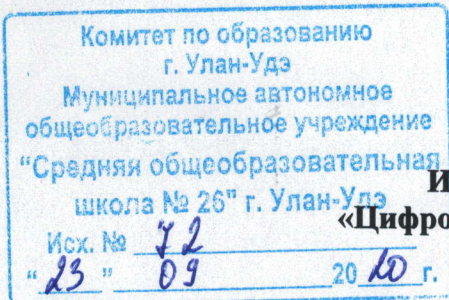 Комитет по образованию
г. Улан-Удэ
Муниципальное автономное
общеобразовательное учреждение
“Средняя общеобразовательная
школа № 26” г. Улан-Удэ
И
«Цифро
Исх. № 72
“ 23 ” 09 2020 г.